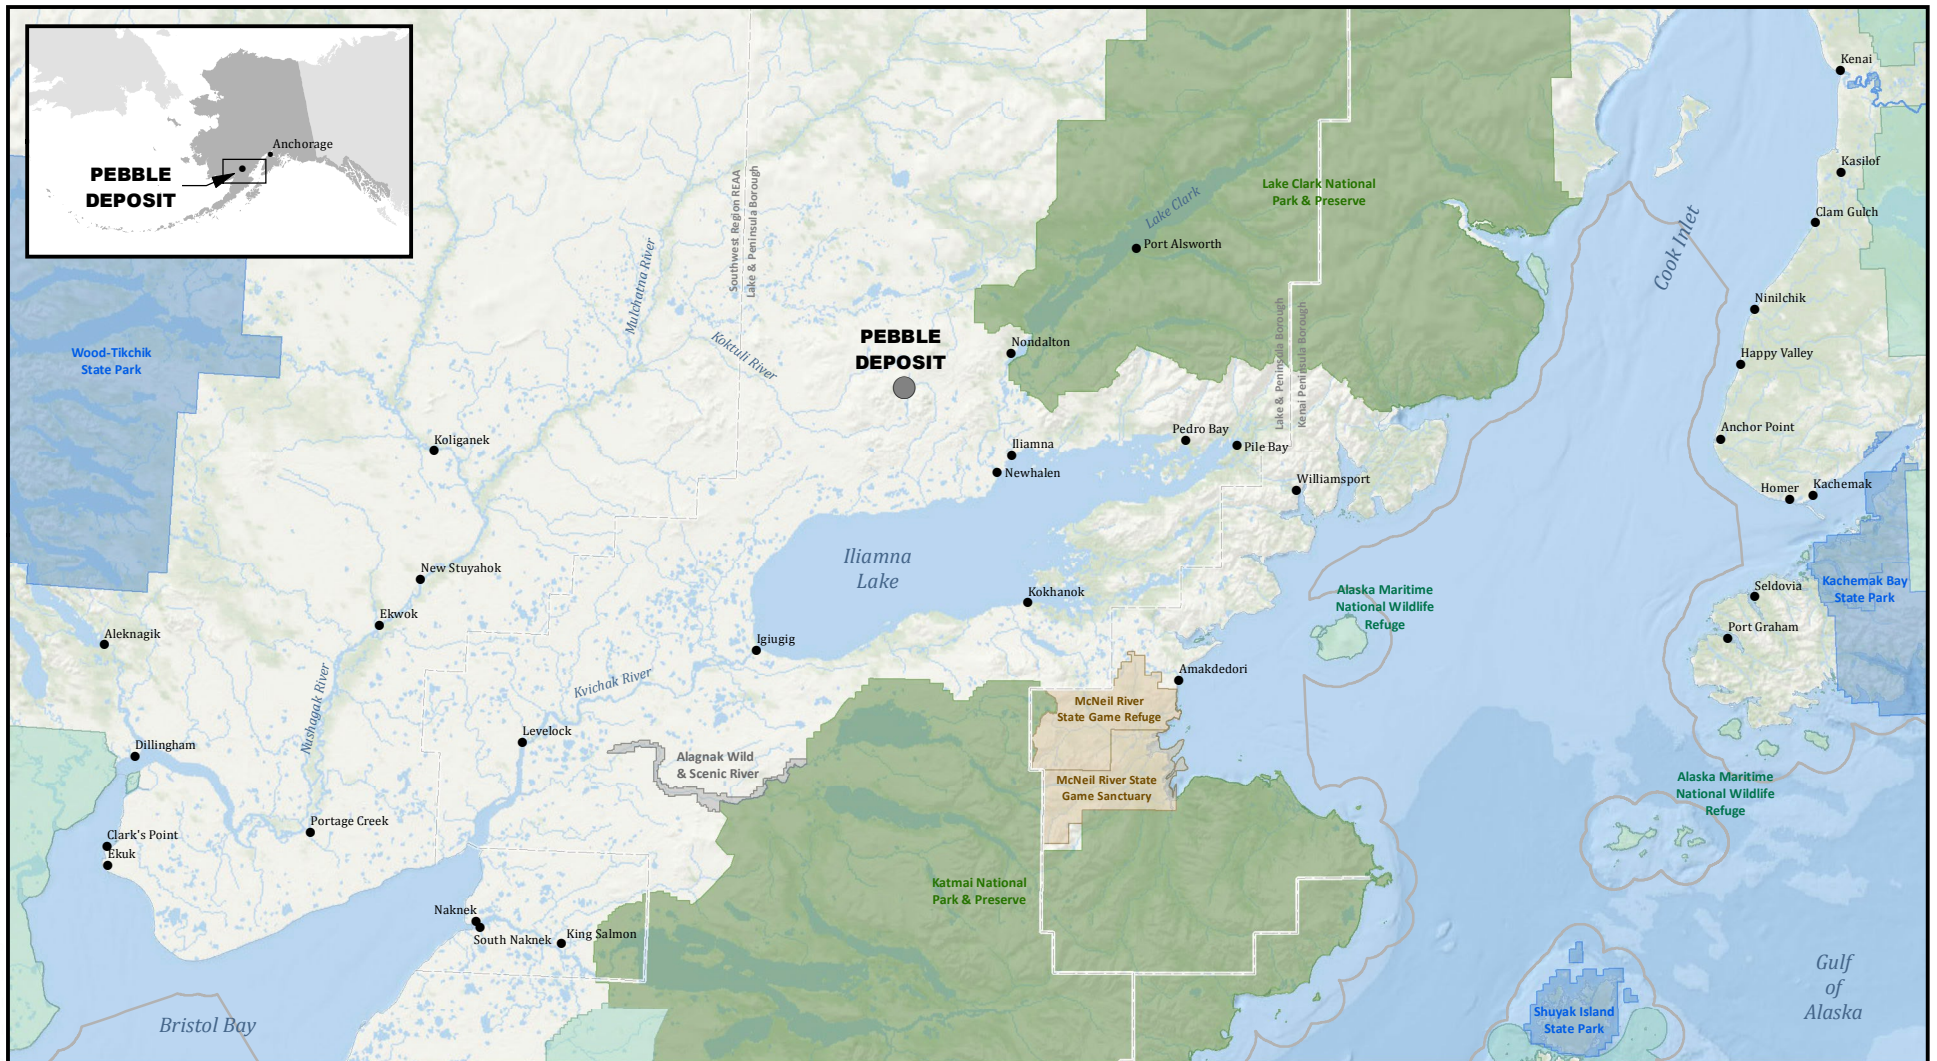 Anchorage
PEBBLE
DEPOSIT
Kenai
Kasilof
Clam Gulch
Cook Inlet
Lake Clark National
Park & Preserve
Lake Clark
Port Alsworth
Southwest Region REAA
Lake & Peninsula Borough
Mulchatna River
Koktuli River
PEBBLE
DEPOSIT
Nondalton
Lake & Peninsola Borough
Kenai Peninsula Borough
Ninilchik
Happy Valley
Wood-Tikchik
State Park
Koliganek
Iliamna
Newhalen
Pedro Bay
Pile Bay
Williamsport
Anchor Point
Homer
Kachemak
Iliamna
Lake
New Stuyahok
Ekwok
Aleknagik
Kokhanok
Igiugig
Alaska Maritime
National Wildlife
Refuge
Seldovia
Port Graham
Kachemak Bay
State Park
Nushagak River
Kvichak River
Amakdedori
McNeil River
State Game Refuge
McNeil River State
Game Sanctuary
Dillingham
Levelock
Alagnak Wild
& Scenic River
Alaska Maritime
National Wildlife
Refuge
Clark's Point
Ekuk
Portage Creek
Katmai National
Park & Preserve
Naknek
South Naknek
King Salmon
Bristol Bay
Shuyak Island
State Park
Gulf
of
Alaska